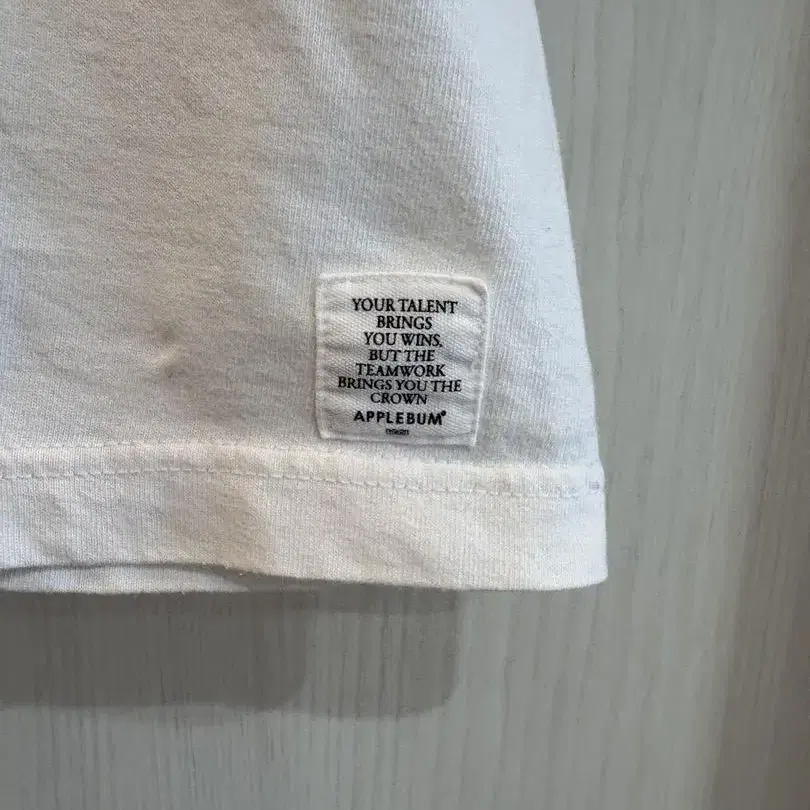 YOUR TALENT
BRINGS
YOU WINS,
BUT THE
TEAMWORK
BRINGS YOU THE
CROWN
APPLEBUM